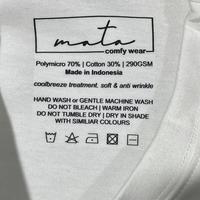 mata
comfy wear
Polymicro 70% | Cotton 30% | 290GSM
Made in Indonesia
coolbreeze treatment, soft & anti wrinkle
HAND WASH or GENTLE MACHINE WASH
DO NOT BLEACH | WARM IRON
DO NOT TUMBLE DRY | DRY IN SHADE
WITH SIMILIAR COLOURS